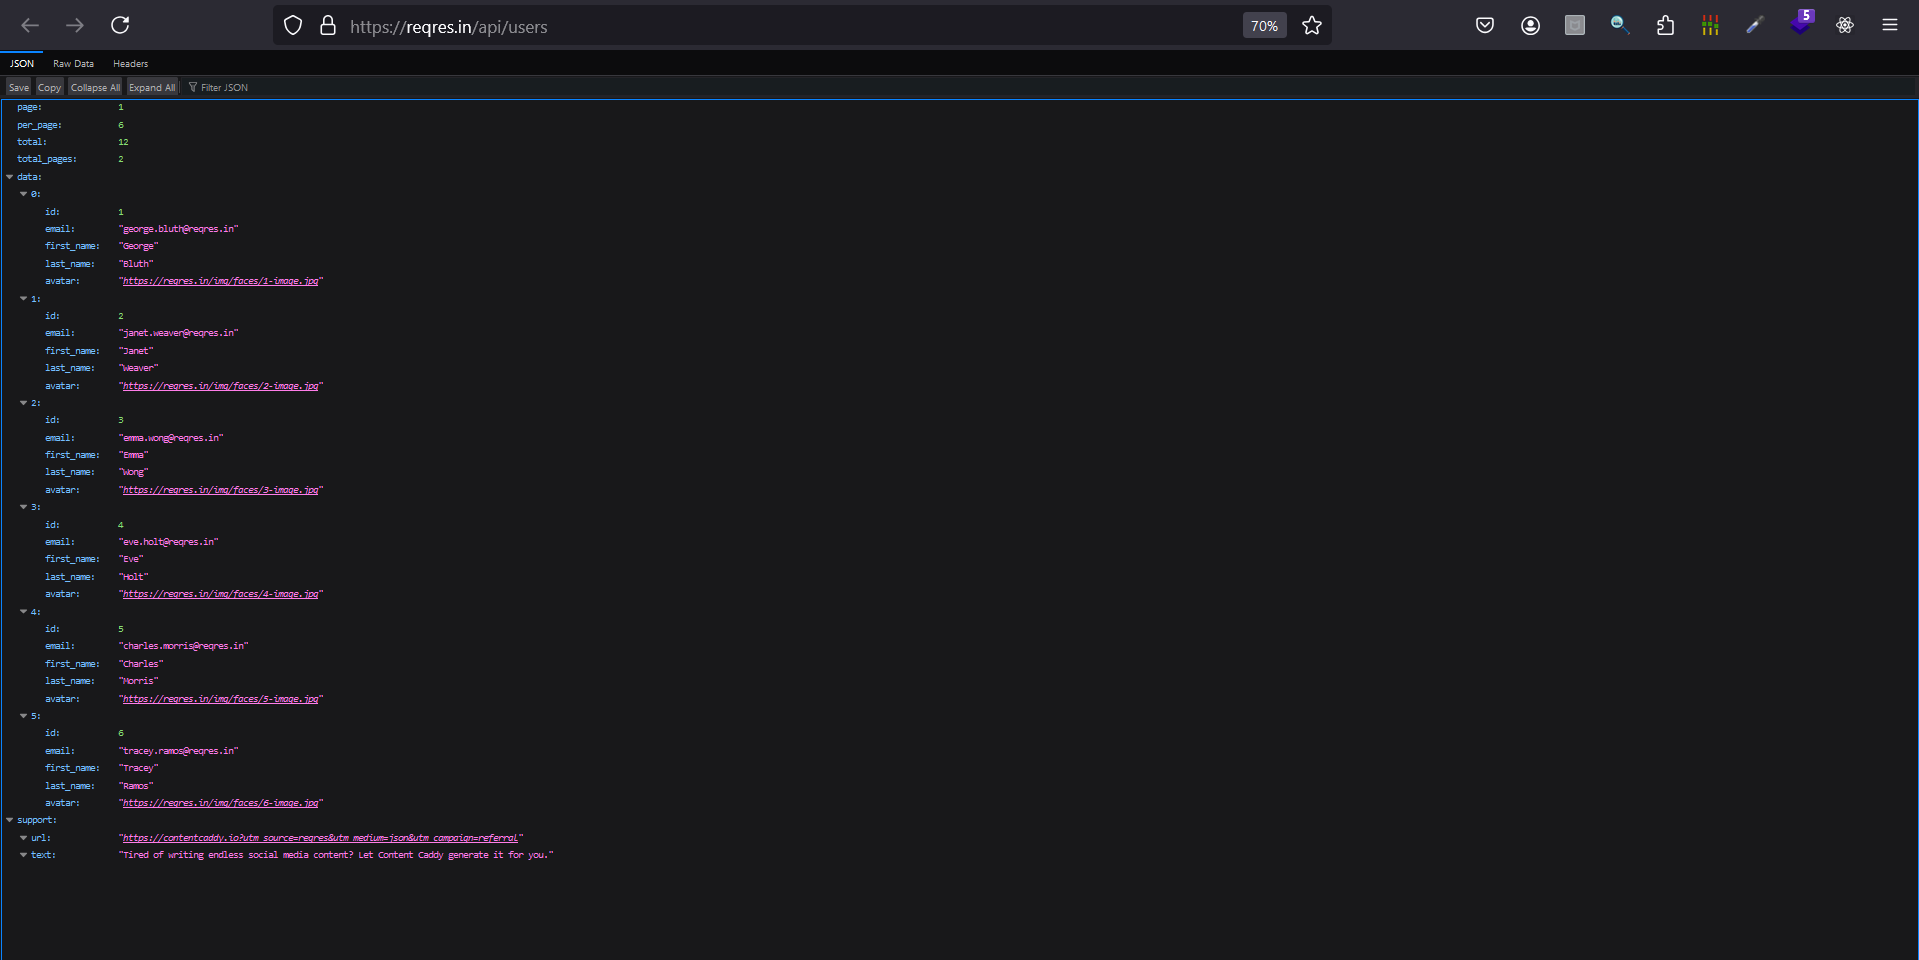 https://reqres.in/api/users
70%
5
JSON Raw Data Headers
Save Copy Collapse All Expand All Filter JSON
page: 1
per_page: 6
total: 12
total_pages: 2
data:
0:
id: 1
email: "george.bluth@reqres.in"
first_name: "George"
last_name: "Bluth"
avatar: "https://reqres.in/img/faces/1-image.jpg"
1:
id: 2
email: "janet.weaver@reqres.in"
first_name: "Janet"
last_name: "Weaver"
avatar: "https://reqres.in/img/faces/2-image.jpg"
2:
id: 3
email: "emma.wong@reqres.in"
first_name: "Emma"
last_name: "Wong"
avatar: "https://reqres.in/img/faces/3-image.jpg"
3:
id: 4
email: "eve.holt@reqres.in"
first_name: "Eve"
last_name: "Holt"
avatar: "https://reqres.in/img/faces/4-image.jpg"
4:
id: 5
email: "charles.morris@reqres.in"
first_name: "Charles"
last_name: "Morris"
avatar: "https://reqres.in/img/faces/5-image.jpg"
5:
id: 6
email: "tracey.ramos@reqres.in"
first_name: "Tracey"
last_name: "Ramos"
avatar: "https://reqres.in/img/faces/6-image.jpg"
support:
url: "https://contentcaddy.io?utm_source=reqres&utm_medium=json&utm_campaign=referral"
text: "Tired of writing endless social media content? Let Content Caddy generate it for you."